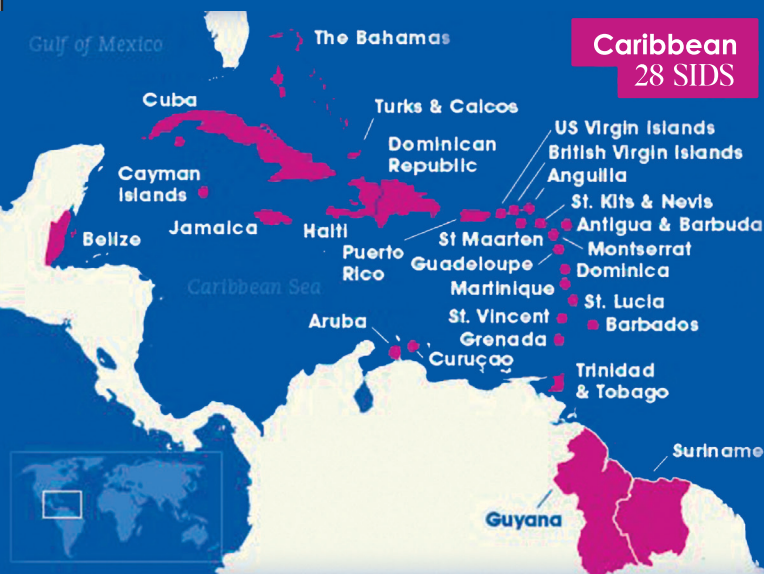 Gulf of Mexico
The Bahamas
Caribbean
28 SIDS
Cuba
Turks & Caicos
US Virgin Islands
Dominican
Republic
British Virgin Islands
Anguilla
Cayman
Islands
St. Kits & Nevis
Jamaica
Haiti
Antigua & Barbuda
Belize
Puerto
Rico
St Maarten
Montserrat
Guadeloupe
Dominica
Caribbean Sea
Martinique
St. Lucia
Aruba
St. Vincent
Barbados
Grenada
Curuçao
Trinidad
& Tobago
Suriname
Guyana